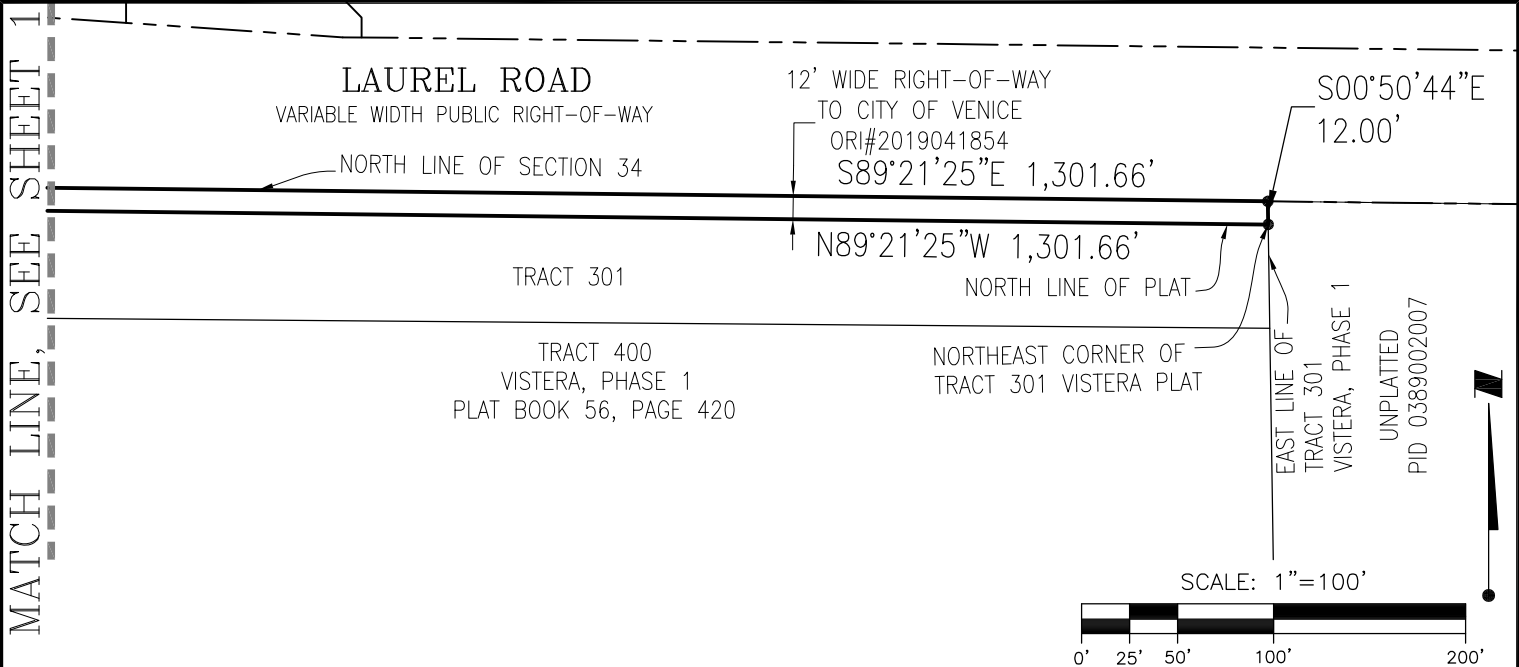 MATCH LINE, SEE SHEET 1
LAUREL ROAD
VARIABLE WIDTH PUBLIC RIGHT-OF-WAY
NORTH LINE OF SECTION 34
12' WIDE RIGHT-OF-WAY
TO CITY OF VENICE
ORI#2019041854
S89°21'25"E 1,301.66'
S00°50'44"E
12.00'
N89°21'25"W 1,301.66'
TRACT 301
NORTH LINE OF PLAT
TRACT 400
VISTERA, PHASE 1
PLAT BOOK 56, PAGE 420
NORTHEAST CORNER OF
TRACT 301 VISTERA PLAT
EAST LINE OF
TRACT 301
VISTERA, PHASE 1
UNPLATTED
PID 0389002007
N
SCALE: 1"=100'
0' 25' 50' 100' 200'